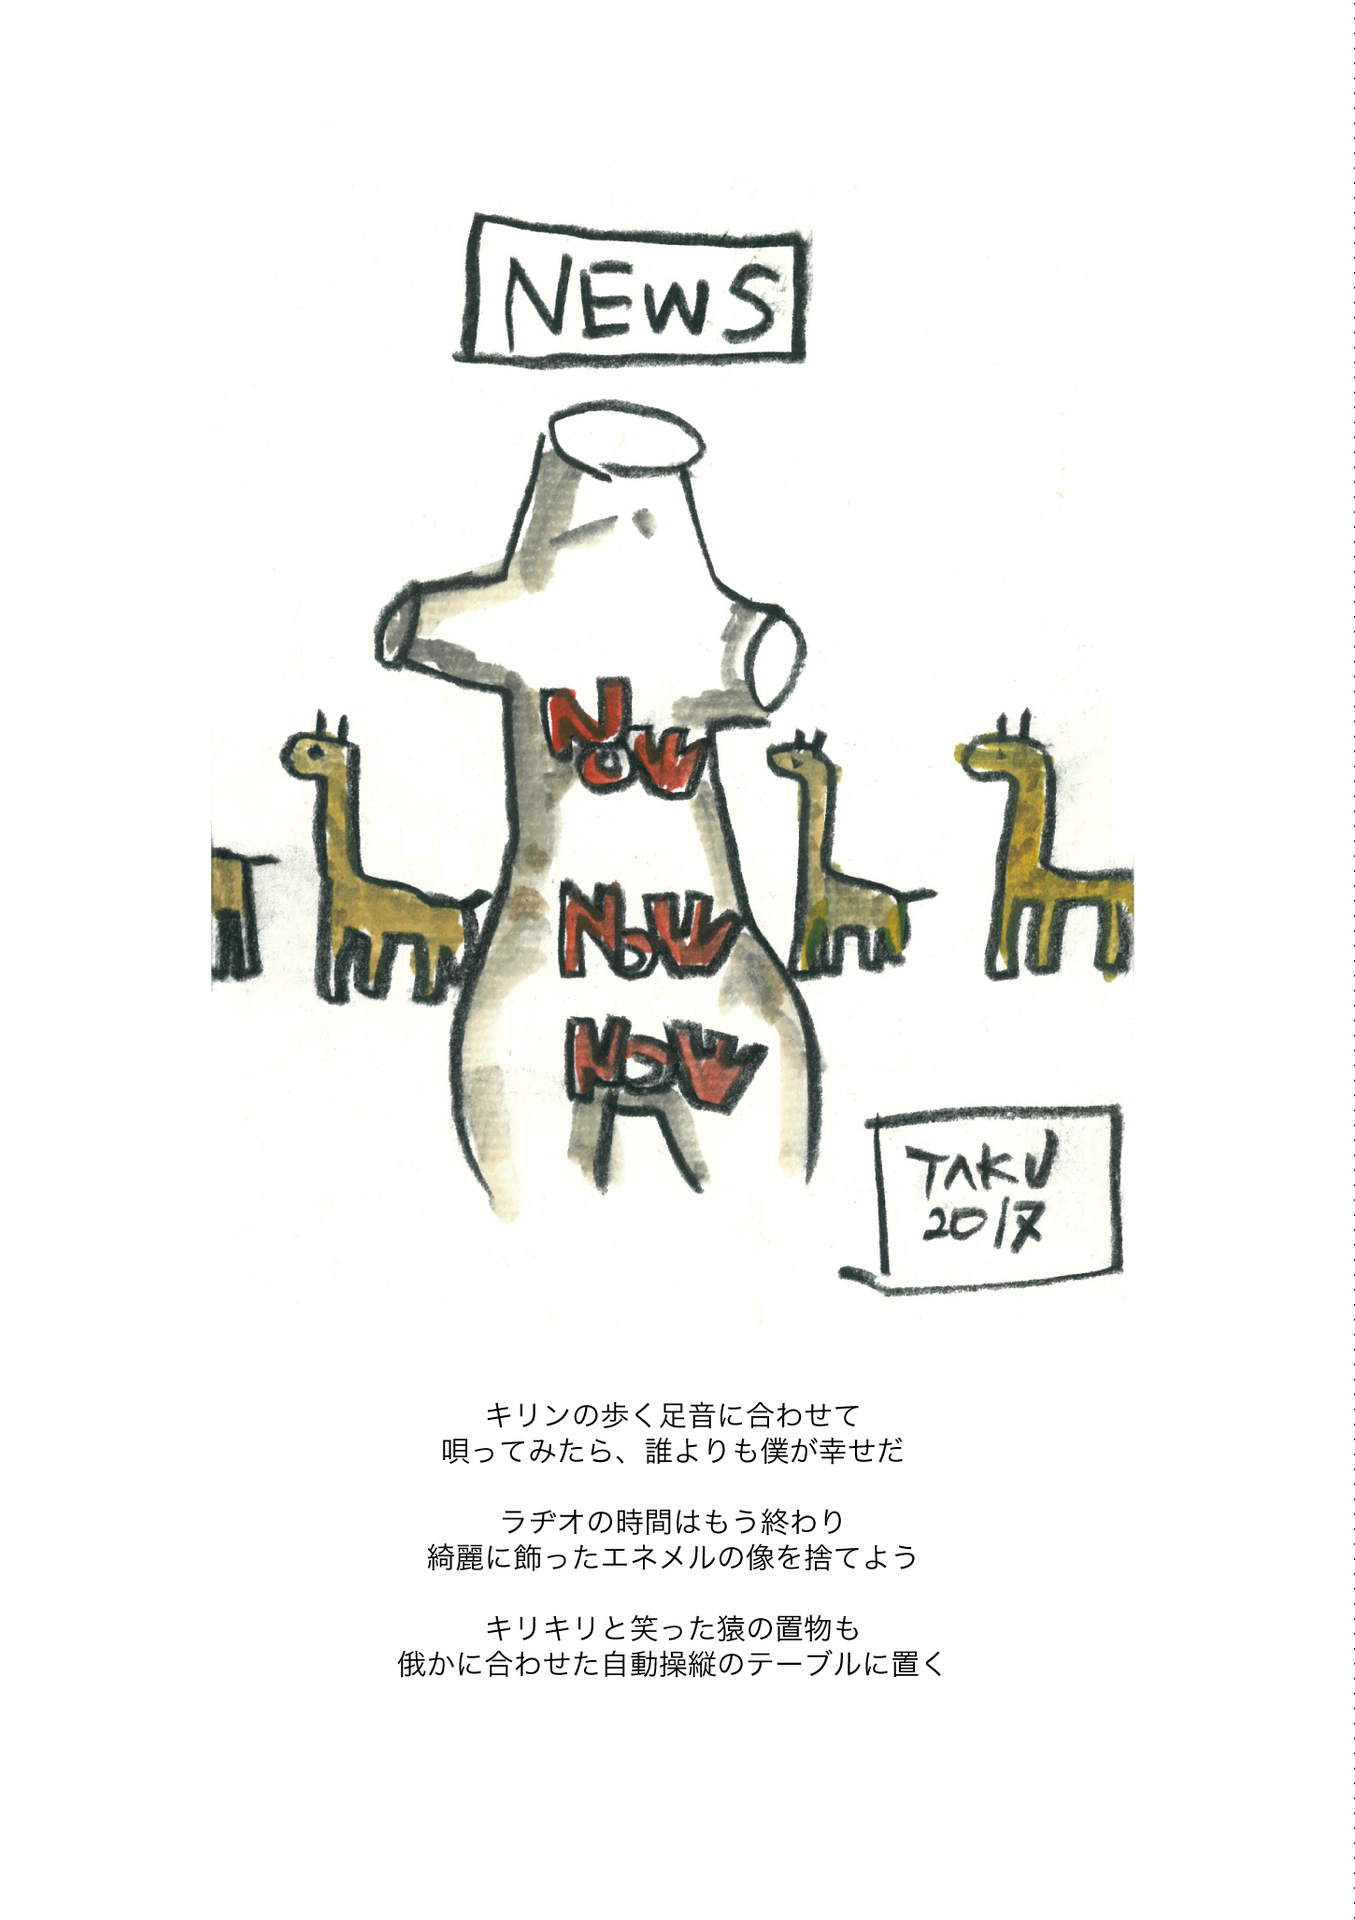 NEWS
NOW
NOW
NOW
TAKU
2017
キリンの歩く足音に合わせて
唄ってみたら、誰よりも僕が幸せだ
ラヂオの時間はもう終わり
綺麗に飾ったエネメルの像を捨てよう
キリキリと笑った猿の置物も
俄かに合わせた自動操縦のテーブルに置く